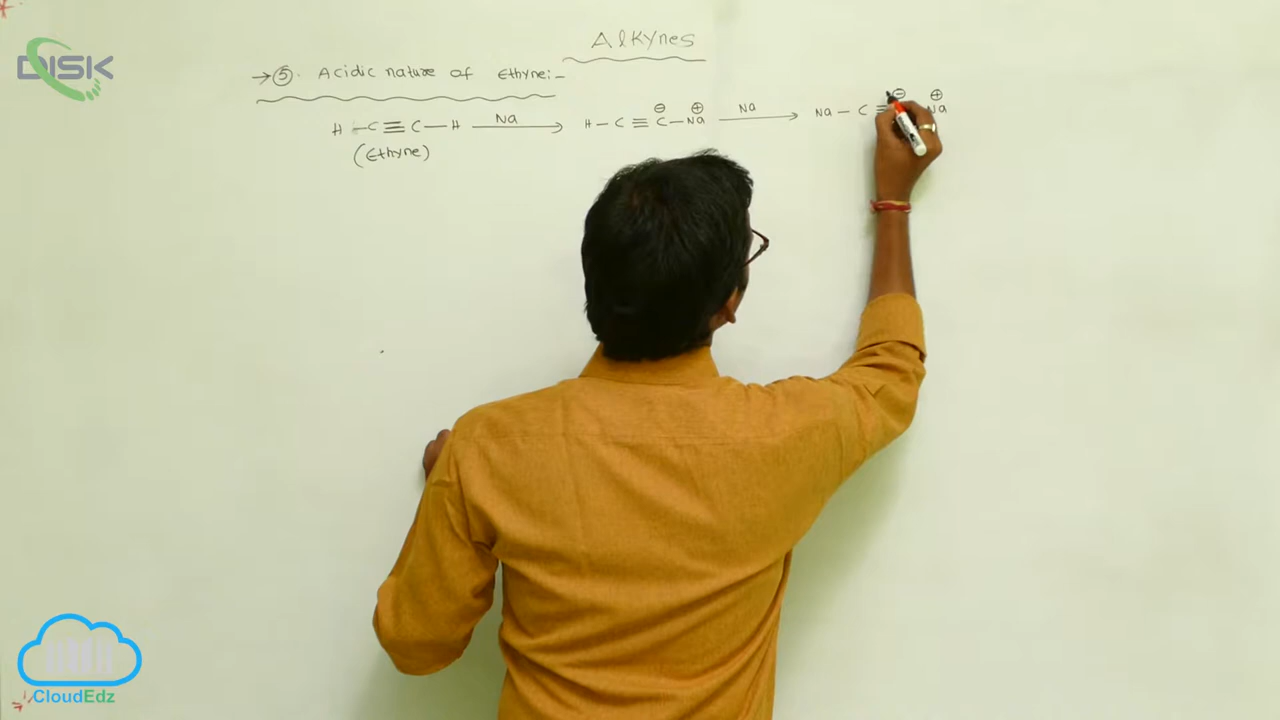 DISK
Alkynes
→ ⑤. Acidic nature of Ethyne:-
H — C ≡ C — H —Na→ H — C ≡ C⊖ — Na⊕ —Na→ Na — C ≡ ⊖ Na⊕
(Ethyne)
CloudEdz